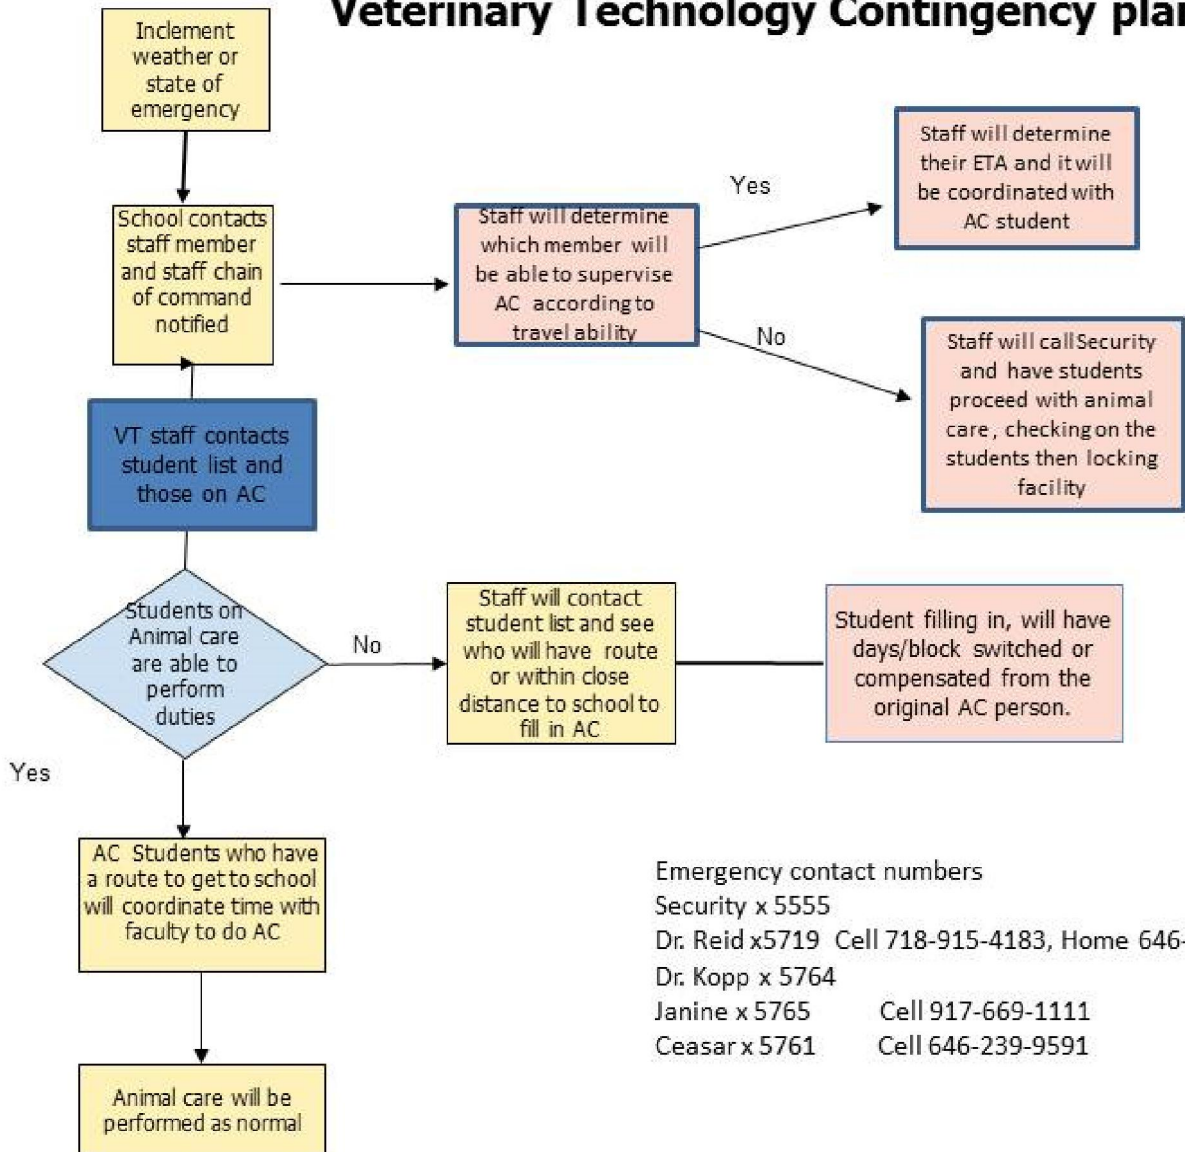 Veterinary Technology Contingency plan
Inclement
weather or
state of
emergency
School contacts
staff member
and staff chain
of command
notified
Staff will determine
which member will
be able to supervise
AC according to
travel ability
Yes
Staff will determine
their ETA and it will
be coordinated with
AC student
No
Staff will call Security
and have students
proceed with animal
care, checking on the
students then locking
facility
VT staff contacts
student list and
those on AC
Students on
Animal care
are able to
perform
duties
No
Staff will contact
student list and see
who will have route
or within close
distance to school to
fill in AC
Student filling in, will have
days/block switched or
compensated from the
original AC person.
Yes
AC Students who have
a route to get to school
will coordinate time with
faculty to do AC
Animal care will be
performed as normal
Emergency contact numbers
Security x 5555
Dr. Reid x5719 Cell 718-915-4183, Home 646-
Dr. Kopp x 5764
Janine x 5765 Cell 917-669-1111
Ceasar x 5761 Cell 646-239-9591